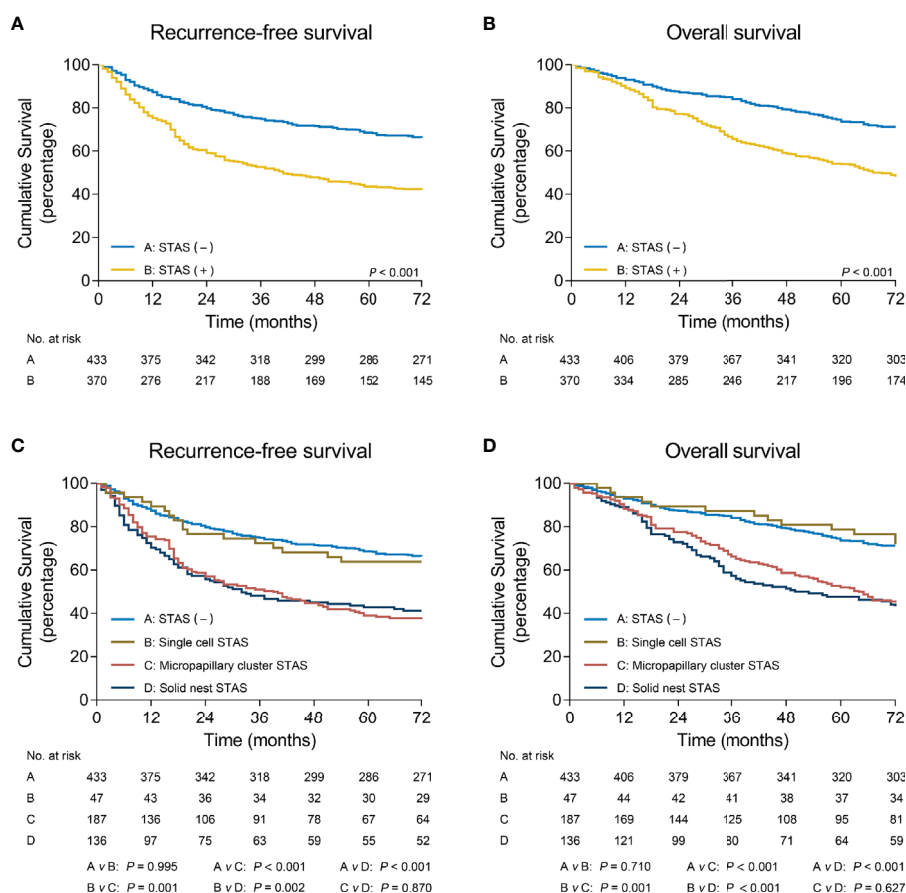 A
Recurrence-free survival
Cumulative Survival
(percentage)
100
80
60
40
20
0
A: STAS (−)
B: STAS (+)
P < 0.001
0 12 24 36 48 60 72
Time (months)
No. at risk
A 433 375 342 318 299 286 271
B 370 276 217 188 169 152 145
B
Overall survival
Cumulative Survival
(percentage)
100
80
60
40
20
0
A: STAS (−)
B: STAS (+)
P < 0.001
0 12 24 36 48 60 72
Time (months)
No. at risk
A 433 406 379 367 341 320 303
B 370 334 285 246 217 196 174
C
Recurrence-free survival
Cumulative Survival
(percentage)
100
80
60
40
20
0
A: STAS (−)
B: Single cell STAS
C: Micropapillary cluster STAS
D: Solid nest STAS
0 12 24 36 48 60 72
Time (months)
No. at risk
A 433 375 342 318 299 286 271
B 47 43 36 34 32 30 29
C 187 136 106 91 78 67 64
D 136 97 75 63 59 55 52
A v B: P = 0.995 A v C: P < 0.001 A v D: P < 0.001
B v C: P = 0.001 B v D: P = 0.002 C v D: P = 0.870
D
Overall survival
Cumulative Survival
(percentage)
100
80
60
40
20
0
A: STAS (−)
B: Single cell STAS
C: Micropapillary cluster STAS
D: Solid nest STAS
0 12 24 36 48 60 72
Time (months)
No. at risk
A 433 406 379 367 341 320 303
B 47 44 42 41 38 37 34
C 187 169 144 125 108 95 81
D 136 121 99 80 71 64 59
A v B: P = 0.710 A v C: P < 0.001 A v D: P < 0.001
B v C: P = 0.001 B v D: P < 0.001 C v D: P = 0.627